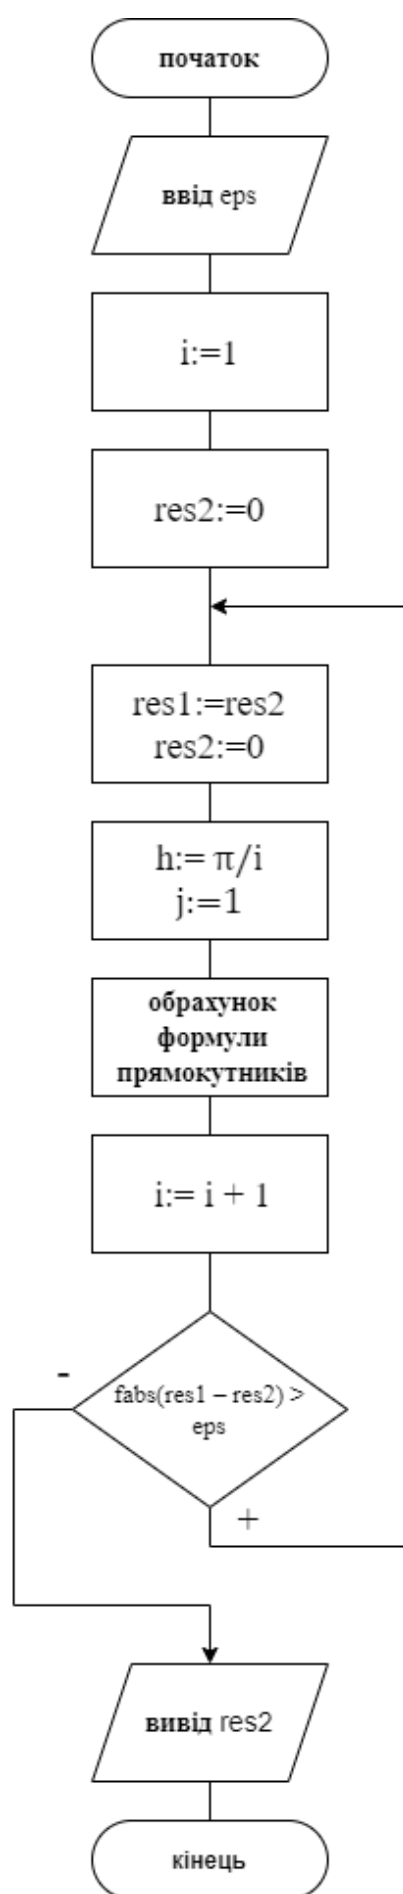 початок
ввід eps
i:=1
res2:=0
res1:=res2
res2:=0
h:= π/i
j:=1
обрахунок
формули
прямокутників
i:= i + 1
-
fabs(res1 – res2) >
eps
+
вивід res2
кінець